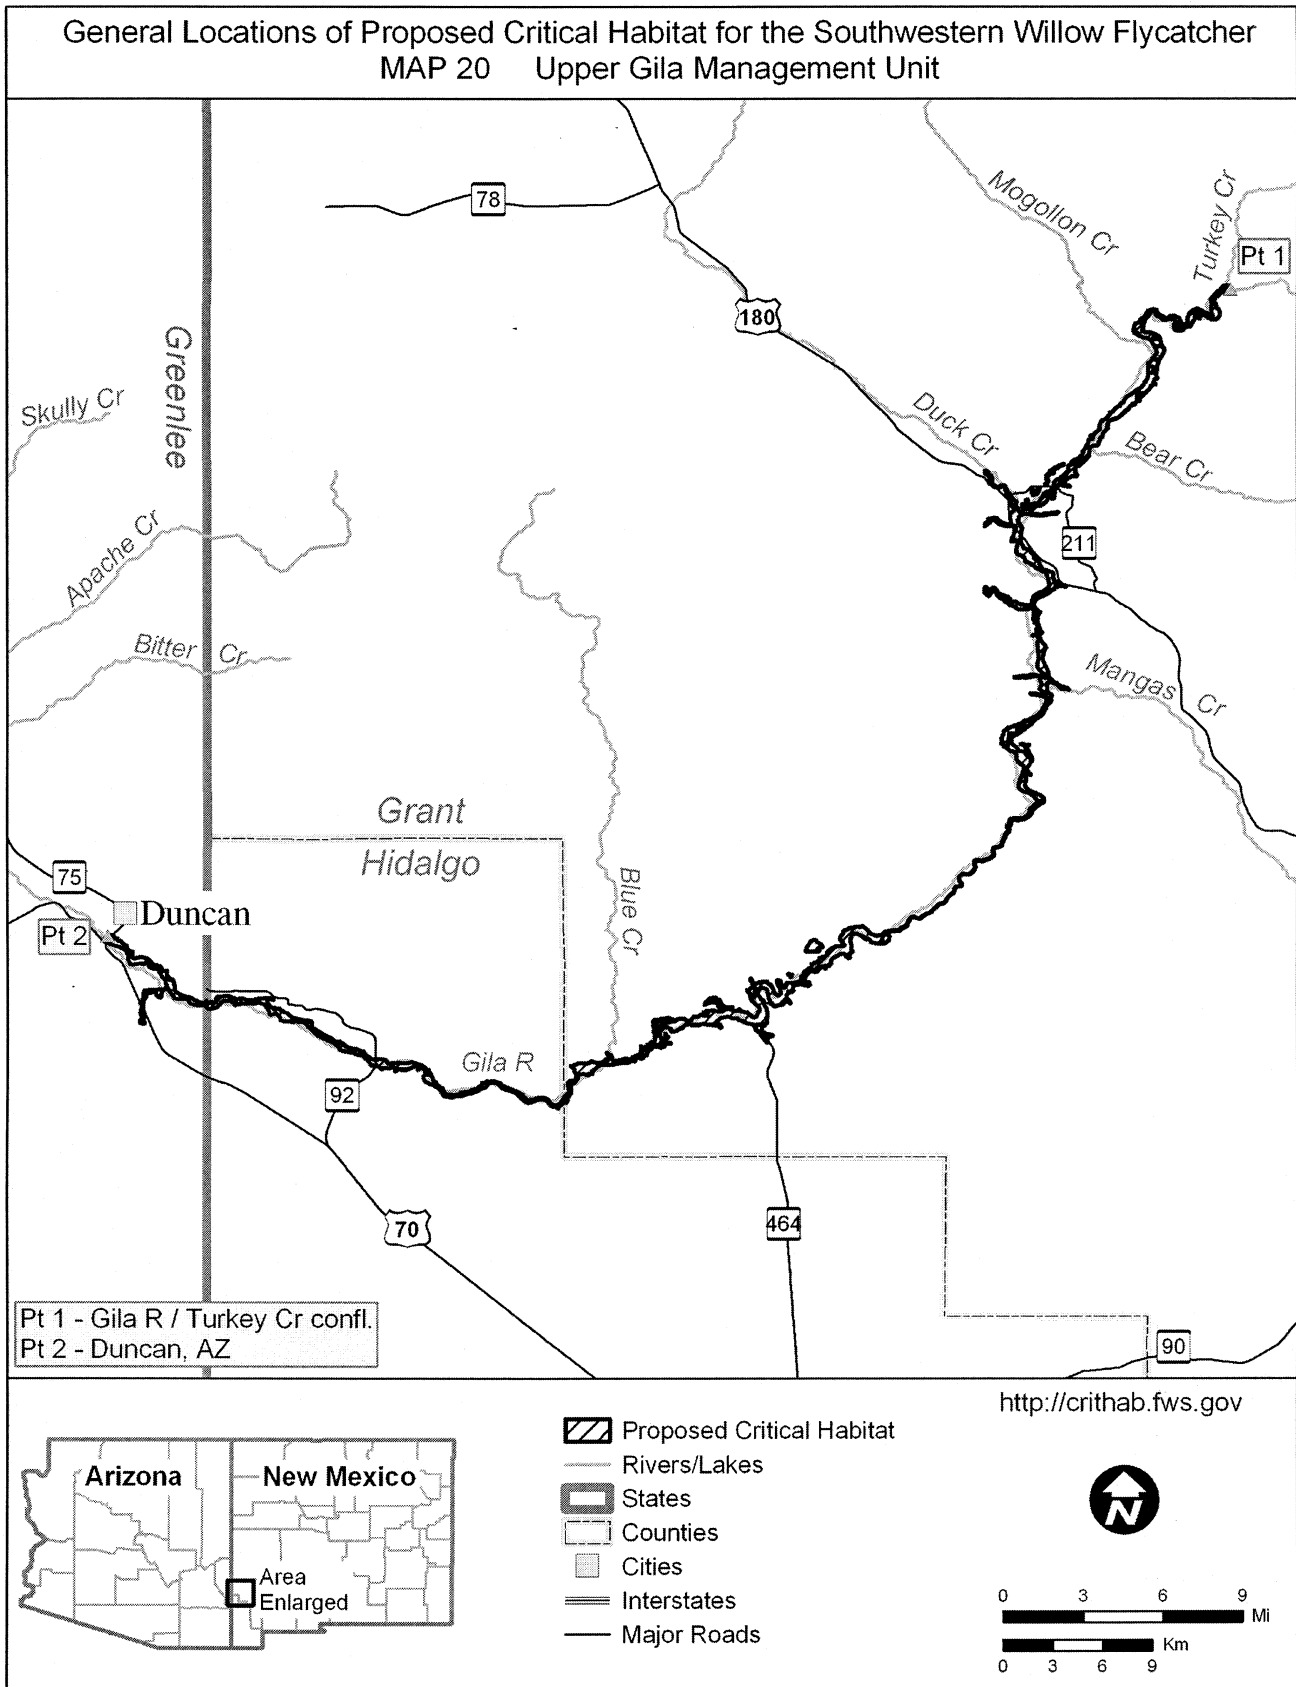 General Locations of Proposed Critical Habitat for the Southwestern Willow Flycatcher
MAP 20 Upper Gila Management Unit
78
Mogollon Cr
Turkey Cr
Pt 1
180
Greenlee
Skully Cr
Duck Cr
Bear Cr
Apache Cr
211
Bitter Cr
Mangas Cr
Grant
Hidalgo
75
Duncan
Pt 2
Blue Cr
Gila R
92
70
464
90
Pt 1 - Gila R / Turkey Cr confl.
Pt 2 - Duncan, AZ
Arizona
New Mexico
Area
Enlarged
Proposed Critical Habitat
Rivers/Lakes
States
Counties
Cities
Interstates
Major Roads
http://crithab.fws.gov
N
0 3 6 9
Mi
Km
0 3 6 9